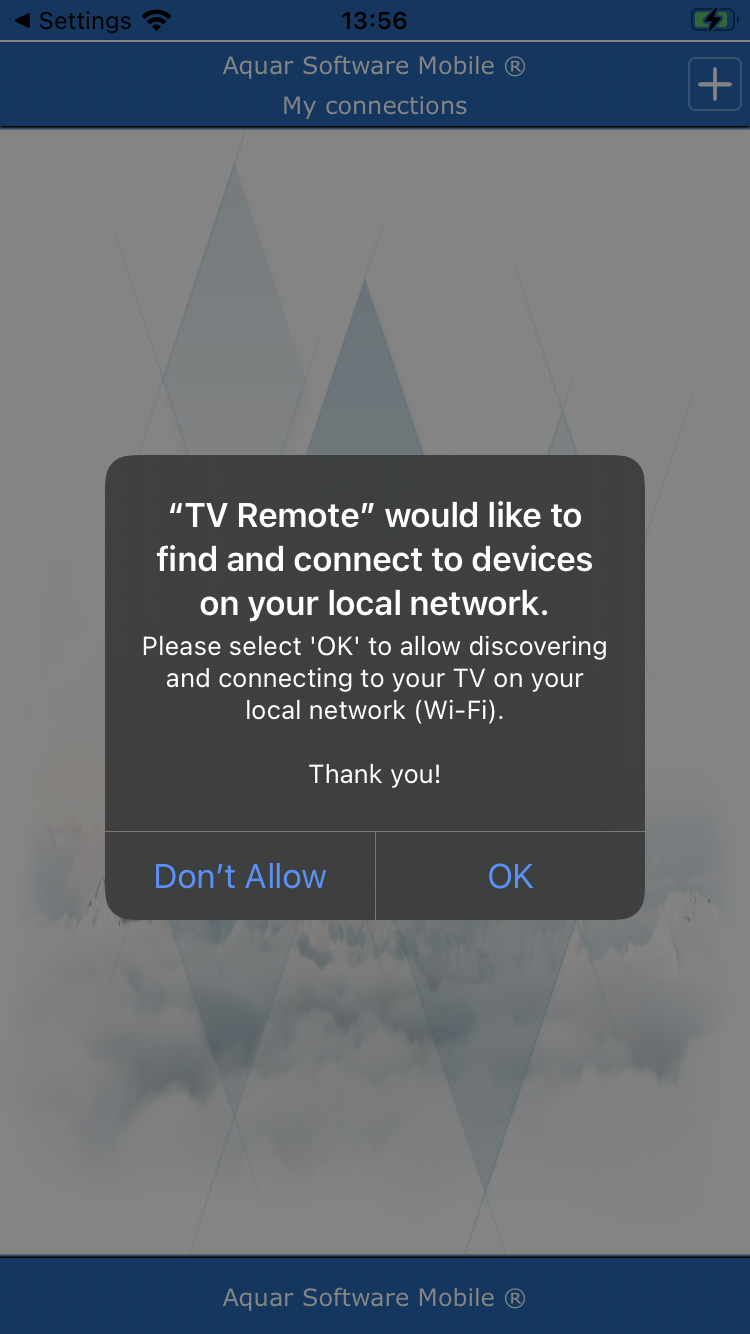 Settings 13:56
Aquar Software Mobile ®
My connections
“TV Remote” would like to
find and connect to devices
on your local network.
Please select 'OK' to allow discovering
and connecting to your TV on your
local network (Wi-Fi).
Thank you!
Don’t Allow OK
Aquar Software Mobile ®